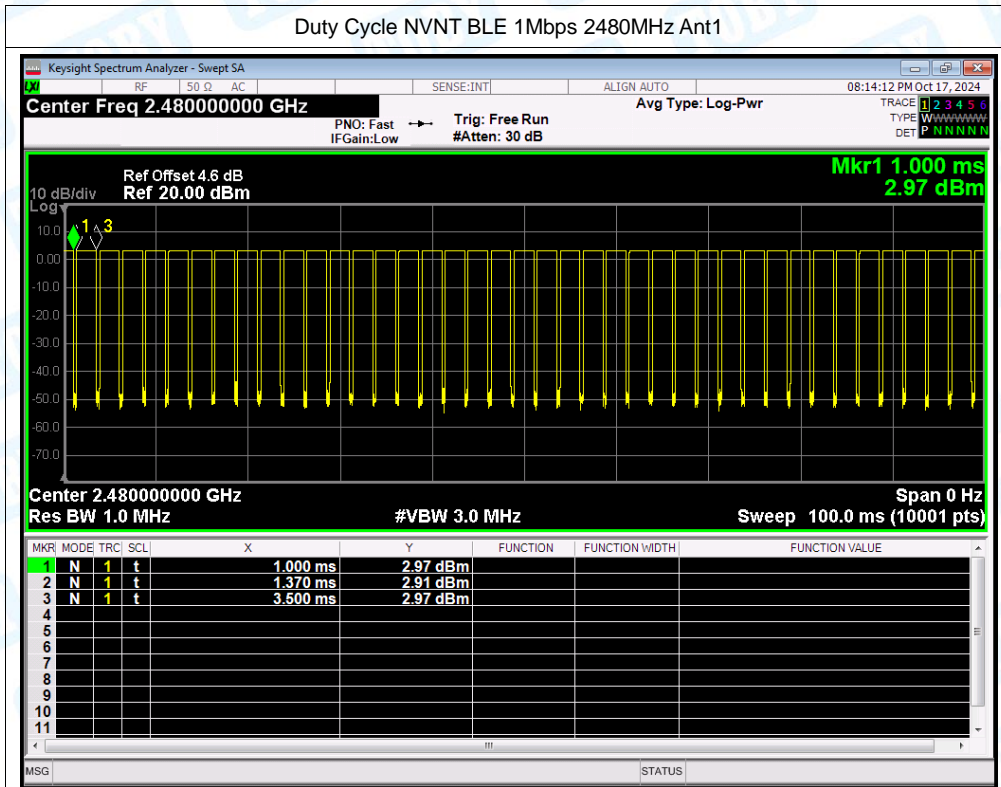 Duty Cycle NVNT BLE 1Mbps 2480MHz Ant1
Keysight Spectrum Analyzer - Swept SA
LXI RF 50 Ω AC SENSE:INT ALIGN AUTO 08:14:12 PM Oct 17, 2024
Center Freq 2.480000000 GHz Avg Type: Log-Pwr TRACE 1 2 3 4 5 6
PNO: Fast Trig: Free Run TYPE WWWWWW
IFGain:Low #Atten: 30 dB DET P N N N N N
Mkr1 1.000 ms
Ref Offset 4.6 dB
10 dB/div Ref 20.00 dBm 2.97 dBm
Log
1 3
10.0
0.00
-10.0
-20.0
-30.0
-40.0
-50.0
-60.0
-70.0
Center 2.480000000 GHz Span 0 Hz
Res BW 1.0 MHz #VBW 3.0 MHz Sweep 100.0 ms (10001 pts)
MKR MODE TRC SCL X Y FUNCTION FUNCTION WIDTH FUNCTION VALUE
1 N 1 t 1.000 ms 2.97 dBm
2 N 1 t 1.370 ms 2.91 dBm
3 N 1 t 3.500 ms 2.97 dBm
4
5
6
7
8
9
10
11
MSG STATUS